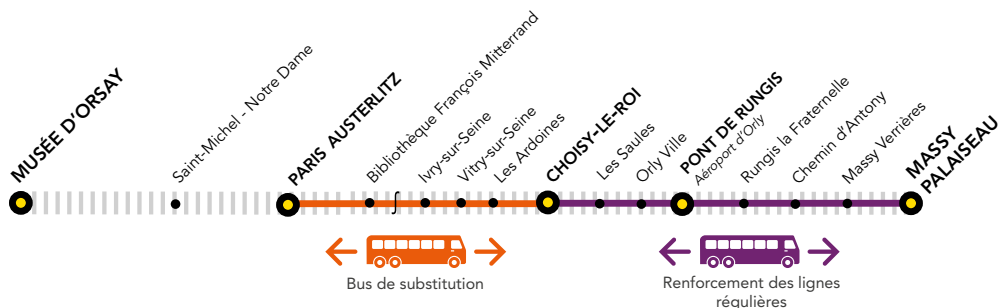 MUSÉE D'ORSAY
Saint-Michel - Notre Dame
PARIS AUSTERLITZ
Bibliothèque François Mitterrand
Ivry-sur-Seine
Vitry-sur-Seine
Les Ardoines
CHOISY-LE-ROI
Les Saules
Orly Ville
PONT DE RUNGIS
Aéroport d'Orly
Rungis la Fraternelle
Chemin d'Antony
Massy Verrières
MASSY
PALAISEAU
Bus de substitution
Renforcement des lignes
régulières